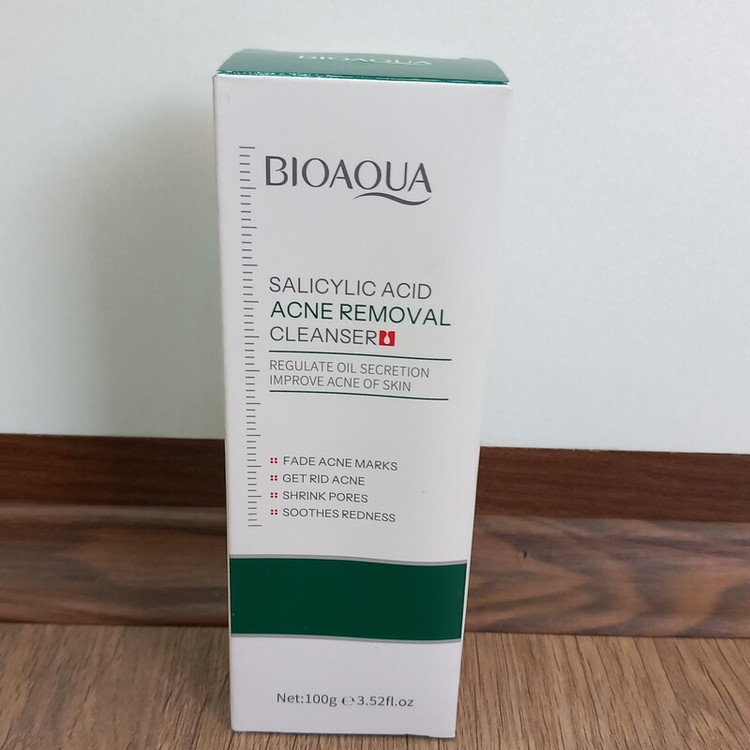 BIOAQUA
BIOAQUA
SALICYLIC ACID
ACNE REMOVAL
CLEANSER
REGULATE OIL SECRETION
IMPROVE ACNE OF SKIN
FADE ACNE MARKS
GET RID ACNE
SHRINK PORES
SOOTHES REDNESS
Net:100g ℮ 3.52fl.oz